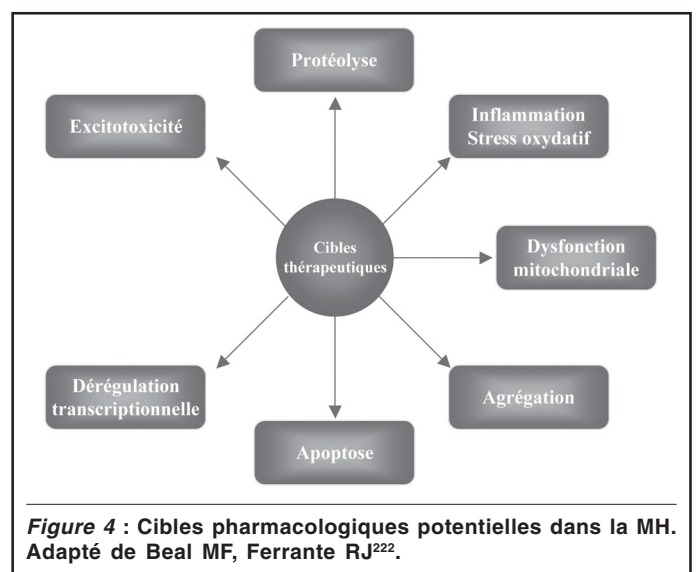 Protéolyse
Excitotoxicité
Inflammation
Stress oxydatif
Cibles
thérapeutiques
Dysfonction
mitochondriale
Dérégulation
transcriptionnelle
Agrégation
Apoptose
Figure 4 : Cibles pharmacologiques potentielles dans la MH.
Adapté de Beal MF, Ferrante RJ²²².